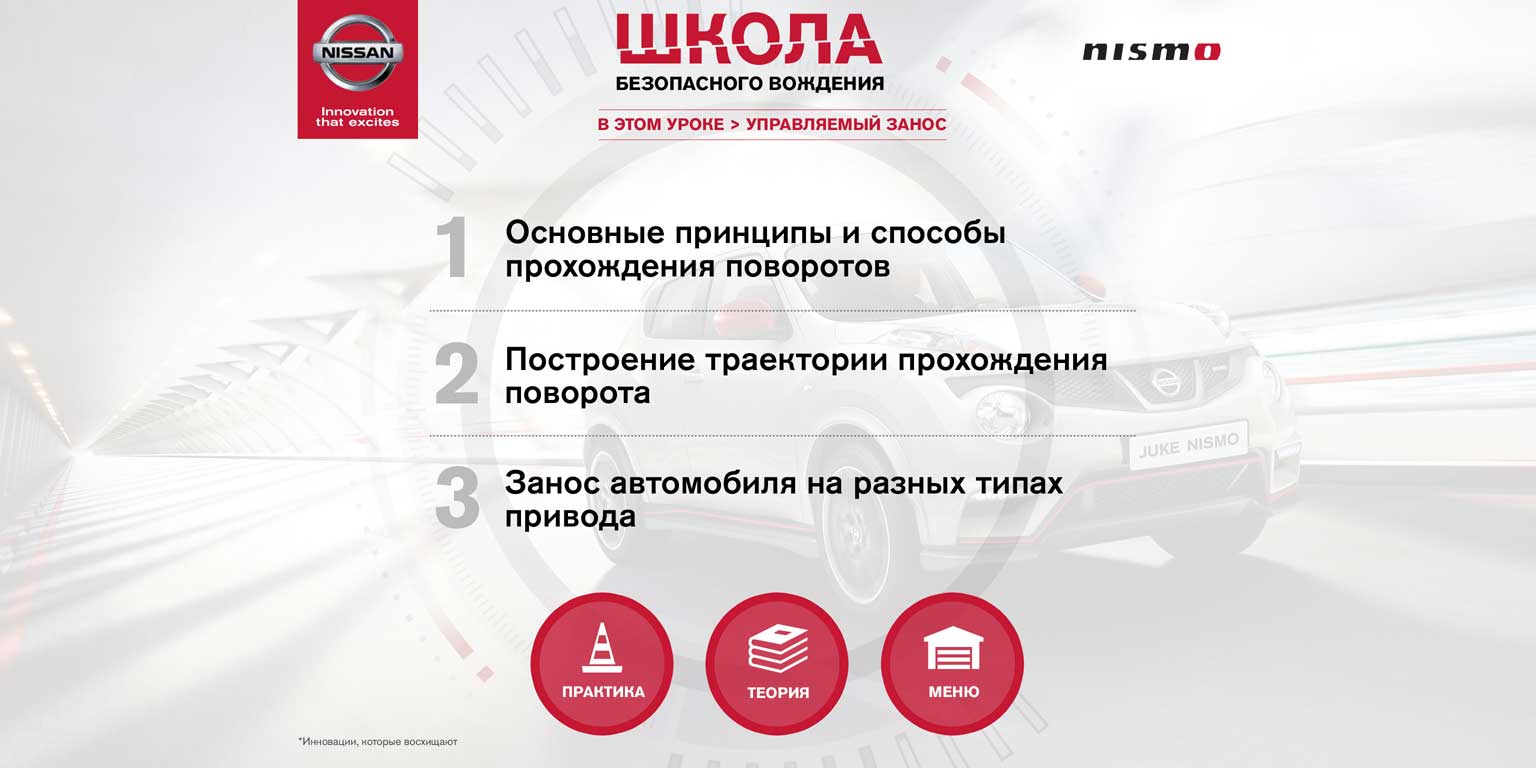 NISSAN
Innovation
that excites
ШКОЛА
БЕЗОПАСНОГО ВОЖДЕНИЯ
В ЭТОМ УРОКЕ > УПРАВЛЯЕМЫЙ ЗАНОС
nismo
1
Основные принципы и способы
прохождения поворотов
2
Построение траектории прохождения
поворота
3
Занос автомобиля на разных типах
привода
JUKE NISMO
ПРАКТИКА
ТЕОРИЯ
МЕНЮ
*Инновации, которые восхищают